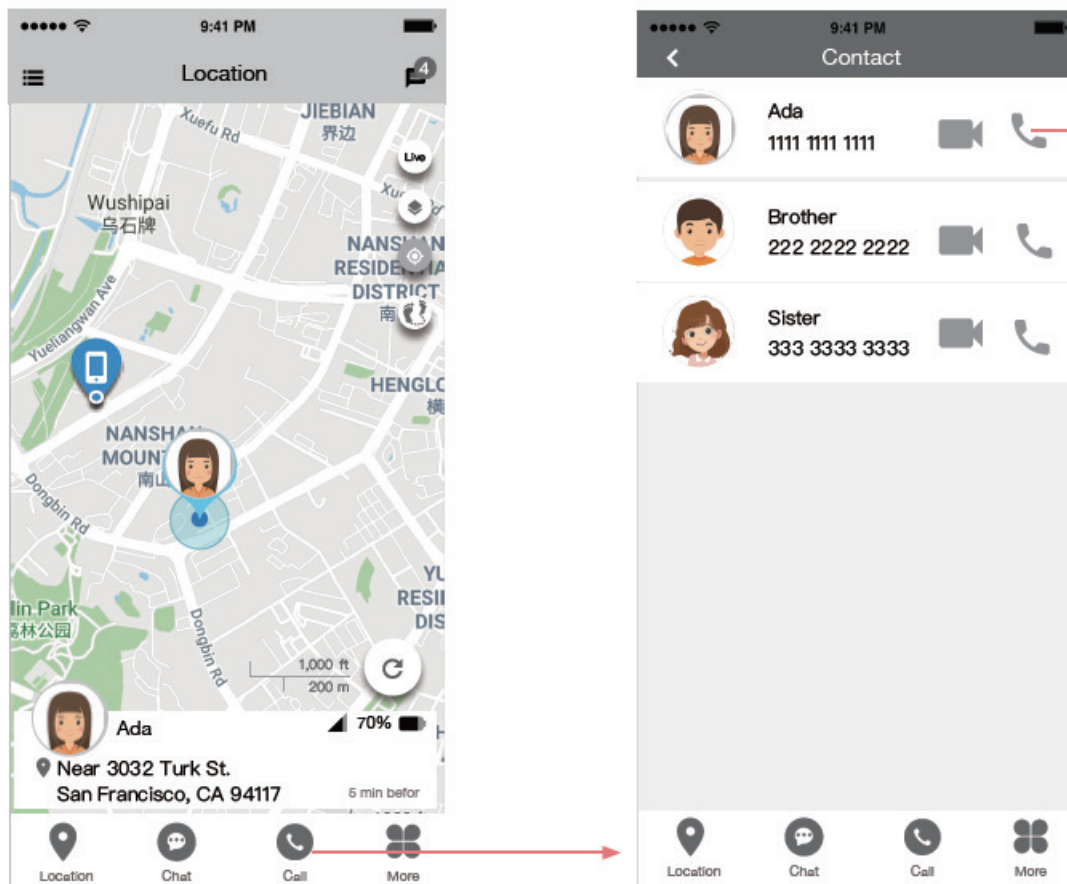 9:41 PM
Location
4
JIEBIAN
界边
Xuefu Rd
Live
Wushipai
乌石牌
NANSHAN
DISTRICT
南
Yueliangwan Ave
HENGLO
横
NANSHAN
南山
Dongbin Rd
YU
RESI
DIS
lin Park
荔林公园
Dongbin Rd
1,000 ft
200 m
Ada
70%
Near 3032 Turk St.
San Francisco, CA 94117
5 min befor
Location
Chat
Call
More
9:41 PM
Contact
Ada
1111 1111 1111
Brother
222 2222 2222
Sister
333 3333 3333
Location
Chat
Call
More